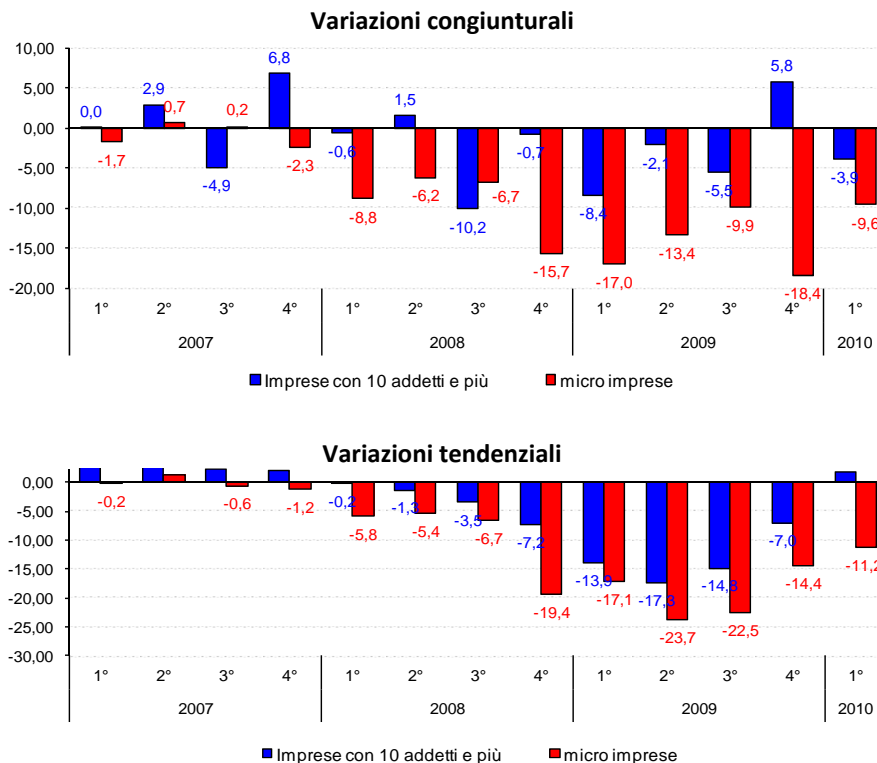 Variazioni congiunturali
10,00
5,00
0,00
-5,00
-10,00
-15,00
-20,00
0,0 2,9 -4,9 6,8 -0,6 1,5 -10,2 -0,7 -8,4 -2,1 -5,5 5,8 -3,9
-1,7 0,7 0,2 -2,3 -8,8 -6,2 -6,7 -15,7 -17,0 -13,4 -9,9 -18,4 -9,6
1° 2° 3° 4° 1° 2° 3° 4° 1° 2° 3° 4° 1°
2007 2008 2009 2010
Imprese con 10 addetti e più micro imprese
Variazioni tendenziali
0,00
-5,00
-10,00
-15,00
-20,00
-25,00
-30,00
-0,2 -1,3 -3,5 -7,2 -13,9 -17,3 -14,8 -7,0
-0,2 -0,6 -1,2 -5,8 -5,4 -6,7 -19,4 -17,1 -23,7 -22,5 -14,4 -11,2
1° 2° 3° 4° 1° 2° 3° 4° 1° 2° 3° 4° 1°
2007 2008 2009 2010
Imprese con 10 addetti e più micro imprese